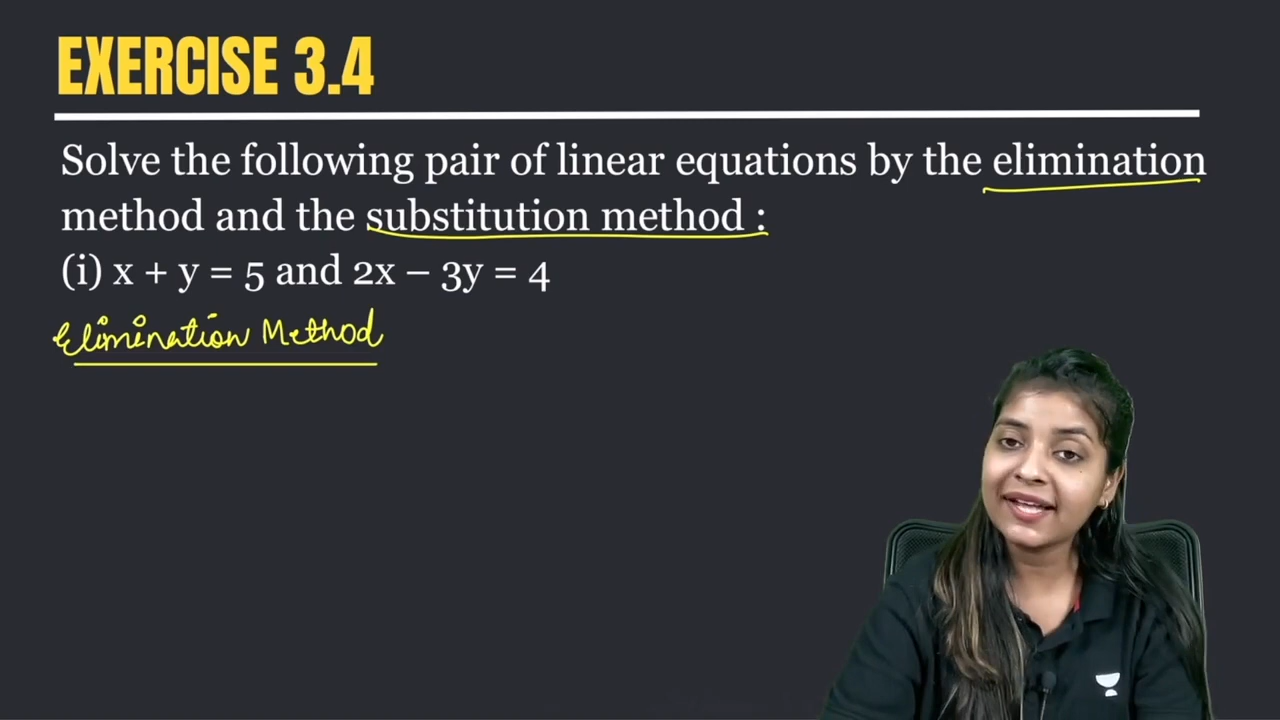 EXERCISE 3.4
Solve the following pair of linear equations by the elimination
method and the substitution method :
(i) x + y = 5 and 2x – 3y = 4
Elimination Method